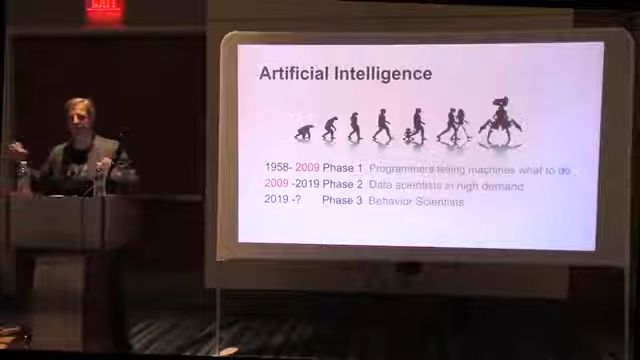 EXIT
Artificial Intelligence
1958- 2009 Phase 1 Programmers telling machines what to do
2009 -2019 Phase 2 Data scientists in high demand
2019 -? Phase 3 Behavior Scientists